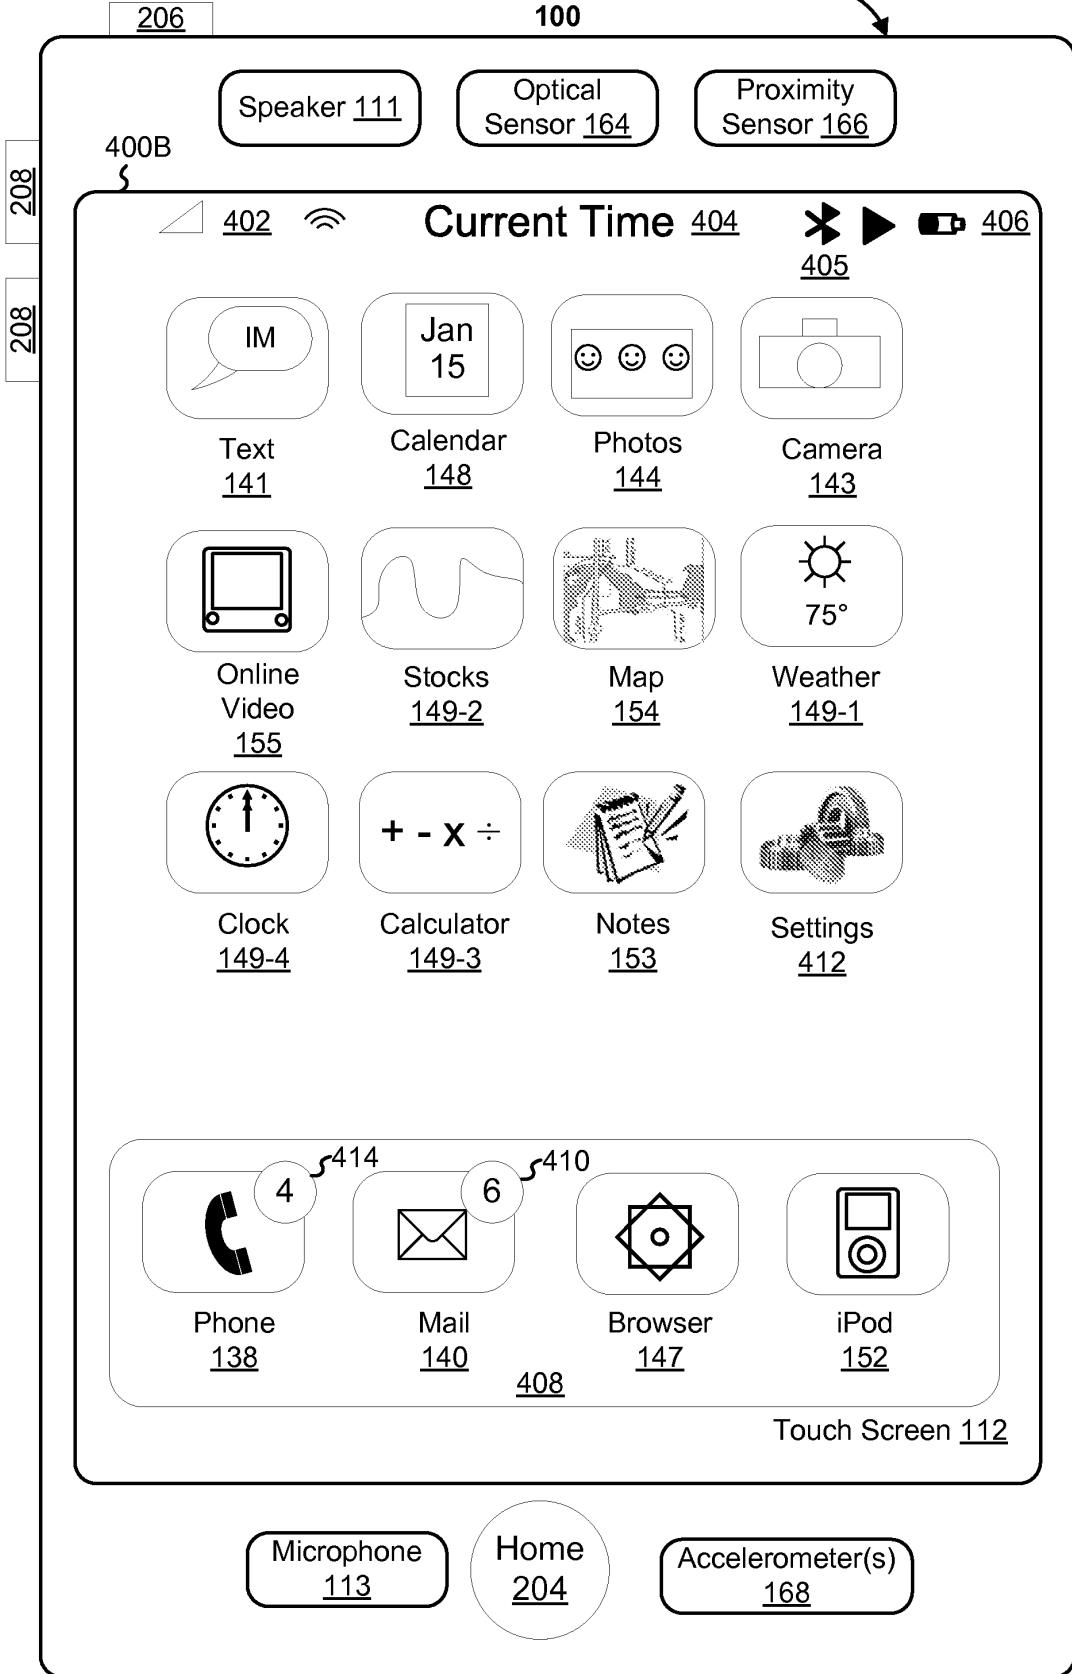 206
100
Speaker 111
Optical
Sensor 164
Proximity
Sensor 166
400B
208
208
402
Current Time 404
406
405
IM
Jan
15
Text
141
Calendar
148
Photos
144
Camera
143
75°
Online
Video
155
Stocks
149-2
Map
154
Weather
149-1
+ - x ÷
Clock
149-4
Calculator
149-3
Notes
153
Settings
412
4
414
6
410
Phone
138
Mail
140
Browser
147
iPod
152
408
Touch Screen 112
Microphone
113
Home
204
Accelerometer(s)
168